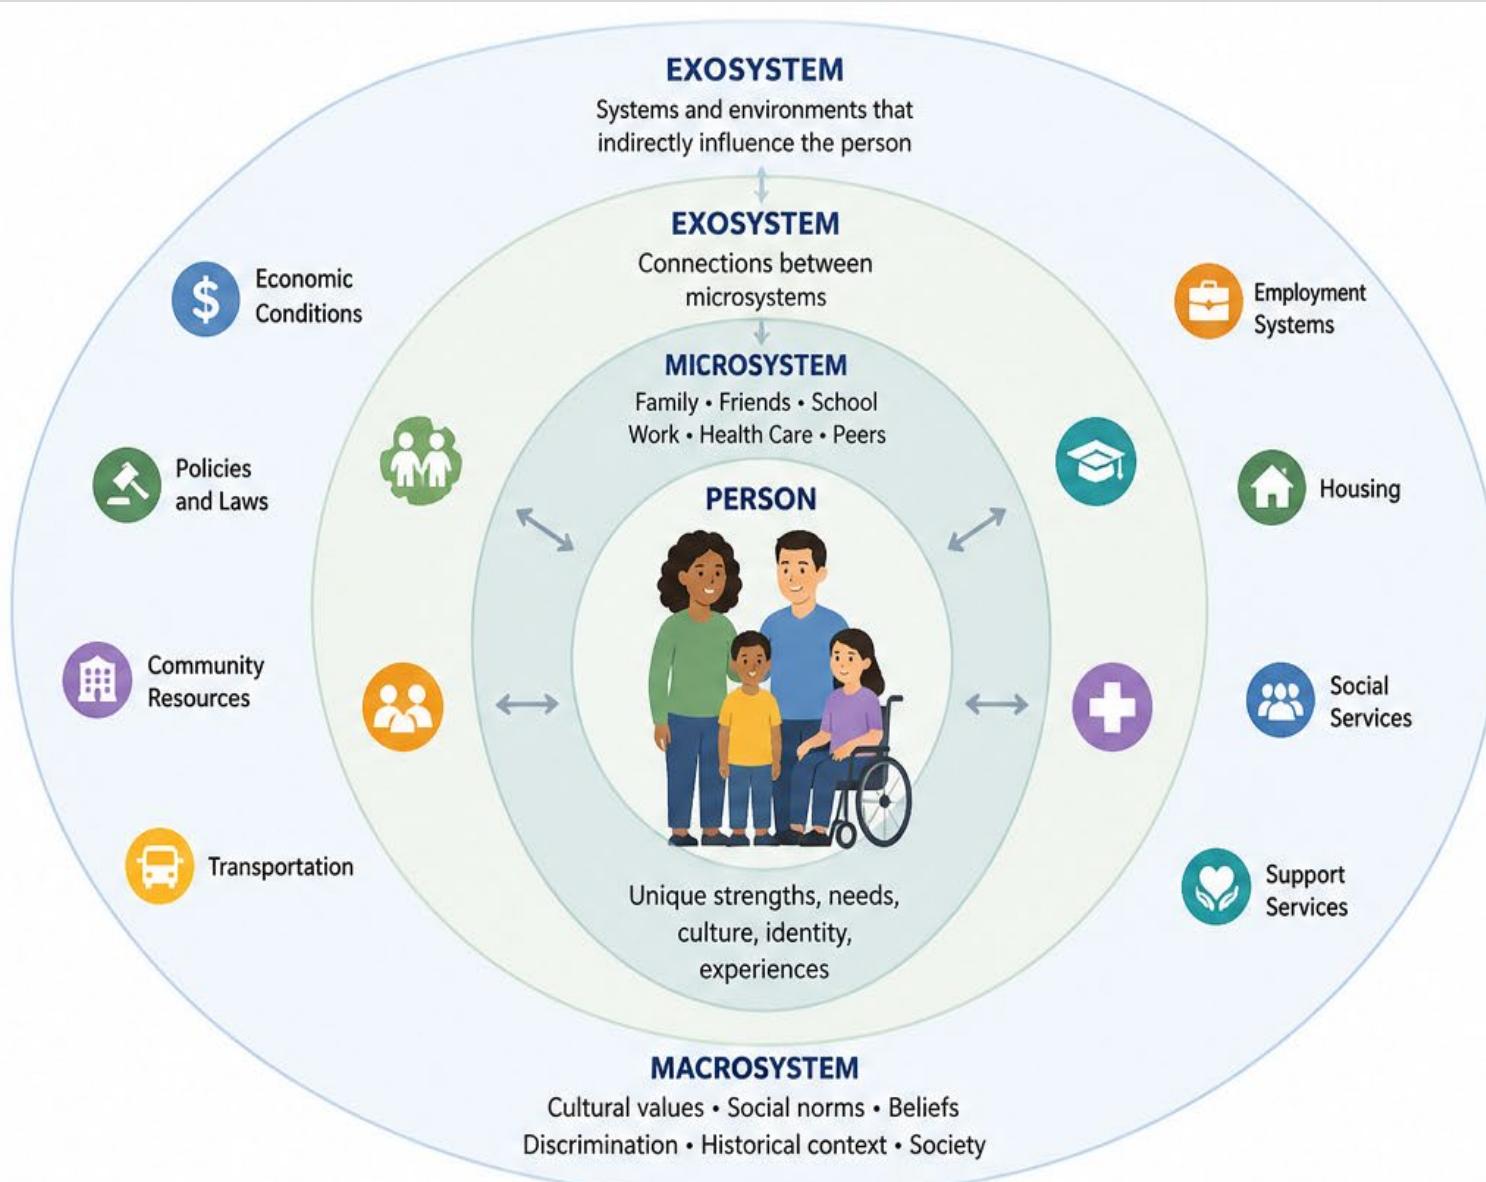 EXOSYSTEM
Systems and environments that
indirectly influence the person
EXOSYSTEM
Connections between
microsystems
MICROSYSTEM
Family • Friends • School
Work • Health Care • Peers
PERSON
Economic
Conditions
Policies
and Laws
Community
Resources
Transportation
Employment
Systems
Housing
Social
Services
Support
Services
Unique strengths, needs,
culture, identity,
experiences
MACROSYSTEM
Cultural values • Social norms • Beliefs
Discrimination • Historical context • Society